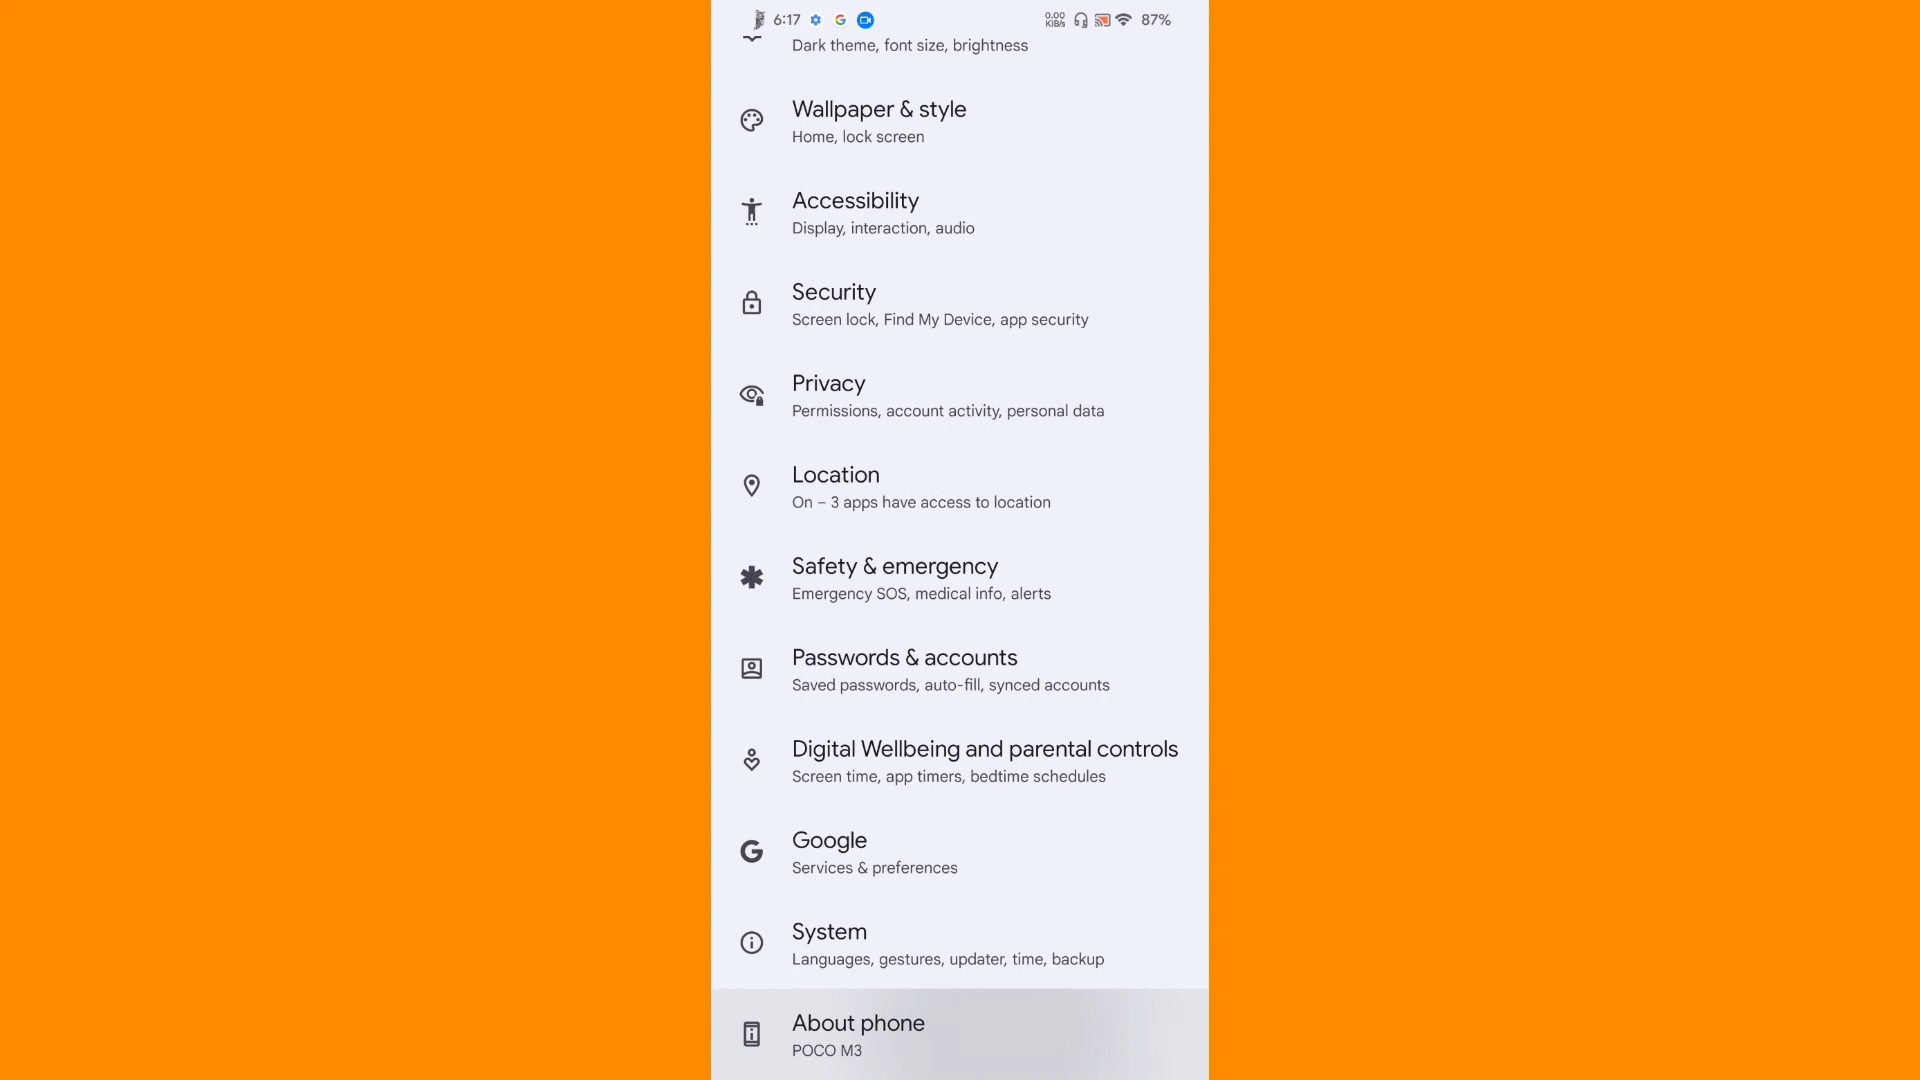 6:17
0.00
KiB/s
87%
Dark theme, font size, brightness
Wallpaper & style
Home, lock screen
Accessibility
Display, interaction, audio
Security
Screen lock, Find My Device, app security
Privacy
Permissions, account activity, personal data
Location
On – 3 apps have access to location
Safety & emergency
Emergency SOS, medical info, alerts
Passwords & accounts
Saved passwords, auto-fill, synced accounts
Digital Wellbeing and parental controls
Screen time, app timers, bedtime schedules
Google
Services & preferences
System
Languages, gestures, updater, time, backup
About phone
POCO M3